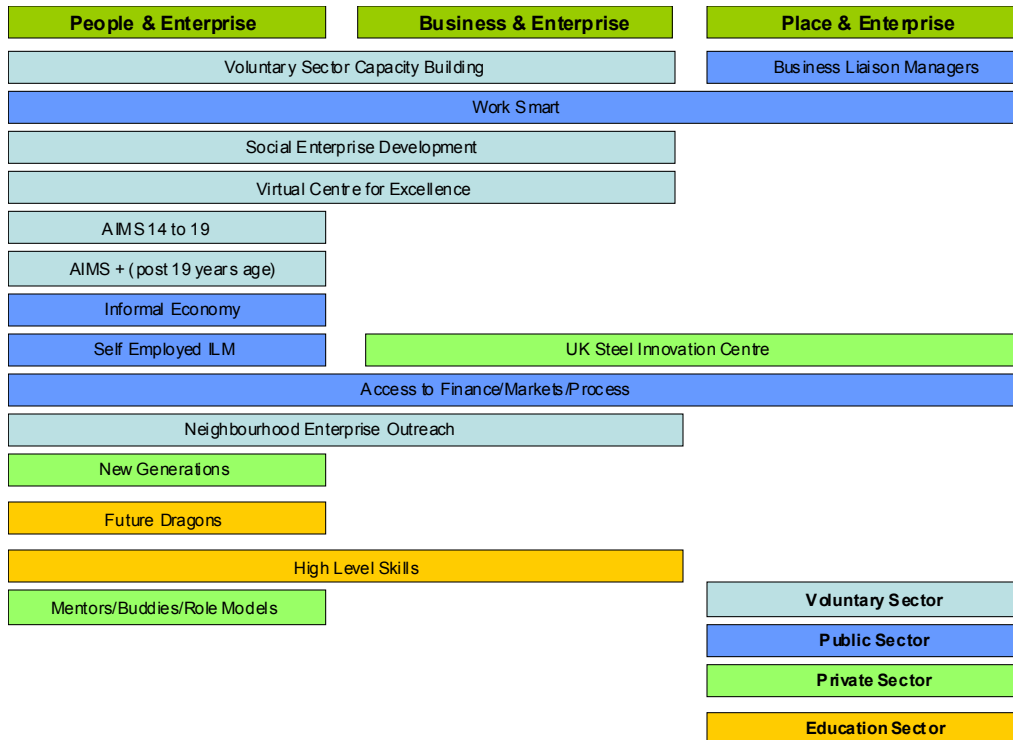 People & Enterprise
Business & Enterprise
Place & Enterprise
Voluntary Sector Capacity Building
Business Liaison Managers
Work Smart
Social Enterprise Development
Virtual Centre for Excellence
AIMS 14 to 19
AIMS + (post 19 years age)
Informal Economy
Self Employed ILM
UK Steel Innovation Centre
Access to Finance/Markets/Process
Neighbourhood Enterprise Outreach
New Generations
Future Dragons
High Level Skills
Mentors/Buddies/Role Models
Voluntary Sector
Public Sector
Private Sector
Education Sector